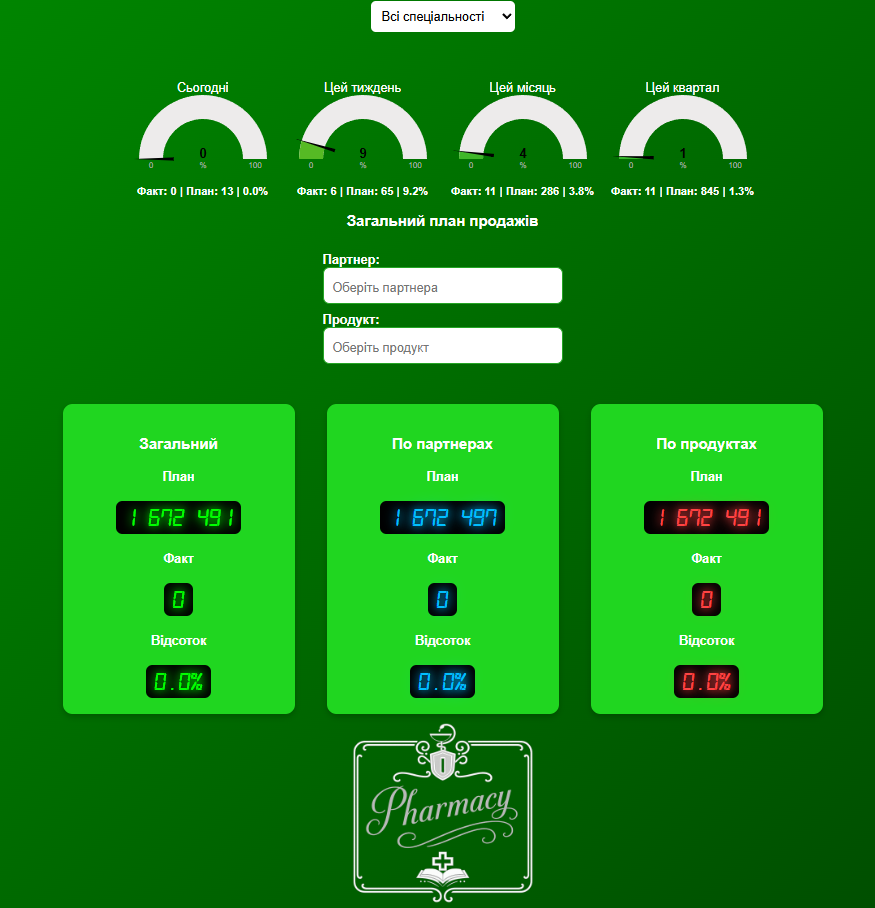 Всі спеціальності
Сьогодні
0
0 % 100
Факт: 0 | План: 13 | 0.0%
Цей тиждень
9
0 % 100
Факт: 6 | План: 65 | 9.2%
Цей місяць
4
0 % 100
Факт: 11 | План: 286 | 3.8%
Цей квартал
1
0 % 100
Факт: 11 | План: 845 | 1.3%
Загальний план продажів
Партнер:
Оберіть партнера
Продукт:
Оберіть продукт
Загальний
План
1 672 491
Факт
0
Відсоток
0.0%
По партнерах
План
1 672 497
Факт
0
Відсоток
0.0%
По продуктах
План
1 672 491
Факт
0
Відсоток
0.0%
Pharmacy